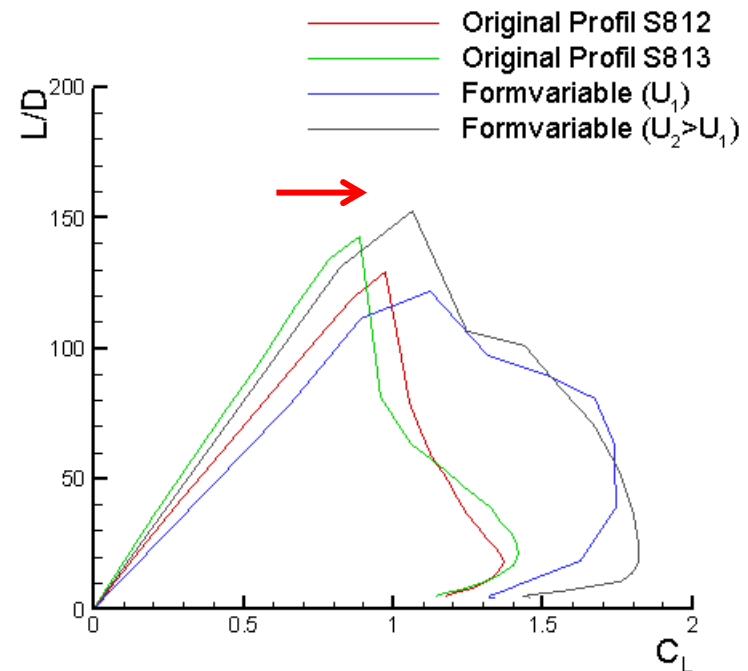 Original Profil S812
Original Profil S813
Formvariable (U₁)
Formvariable (U₂>U₁)
L/D
200
150
100
50
0
0
0.5
1
1.5
2
C_L